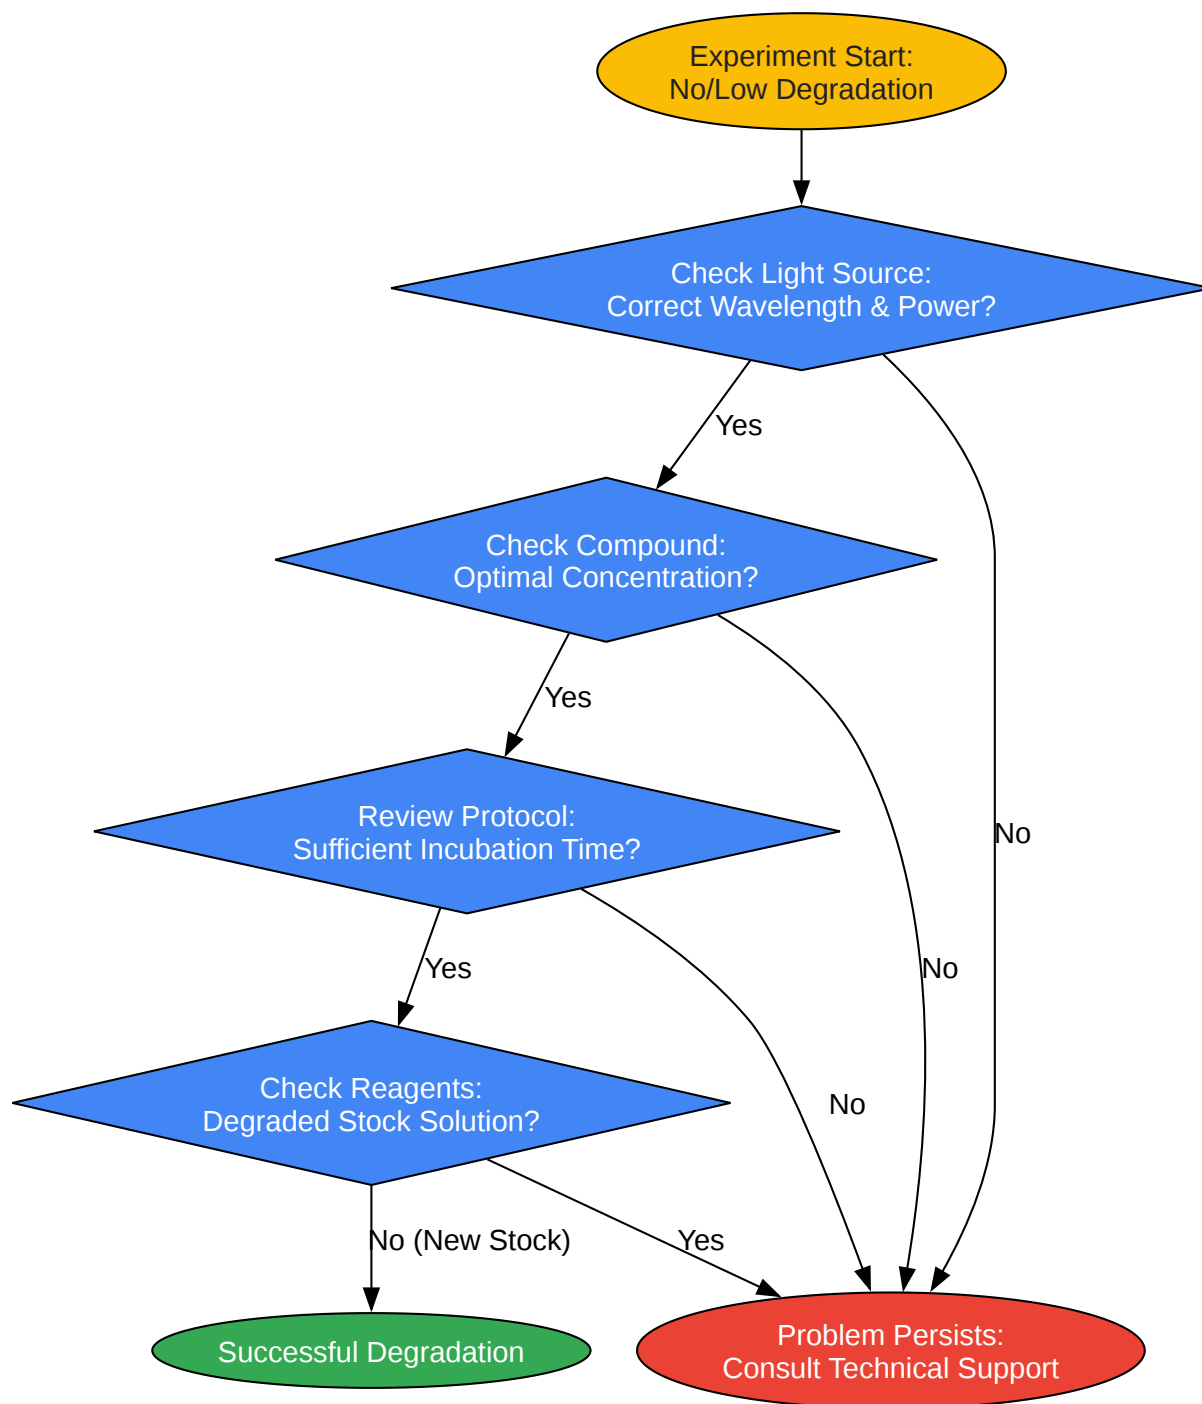 Experiment Start:
No/Low Degradation
Check Light Source:
Correct Wavelength & Power?
Yes
Check Compound:
Optimal Concentration?
Yes
Review Protocol:
Sufficient Incubation Time?
No
Yes
No
Check Reagents:
Degraded Stock Solution?
No
No (New Stock)
Yes
Successful Degradation
Problem Persists:
Consult Technical Support